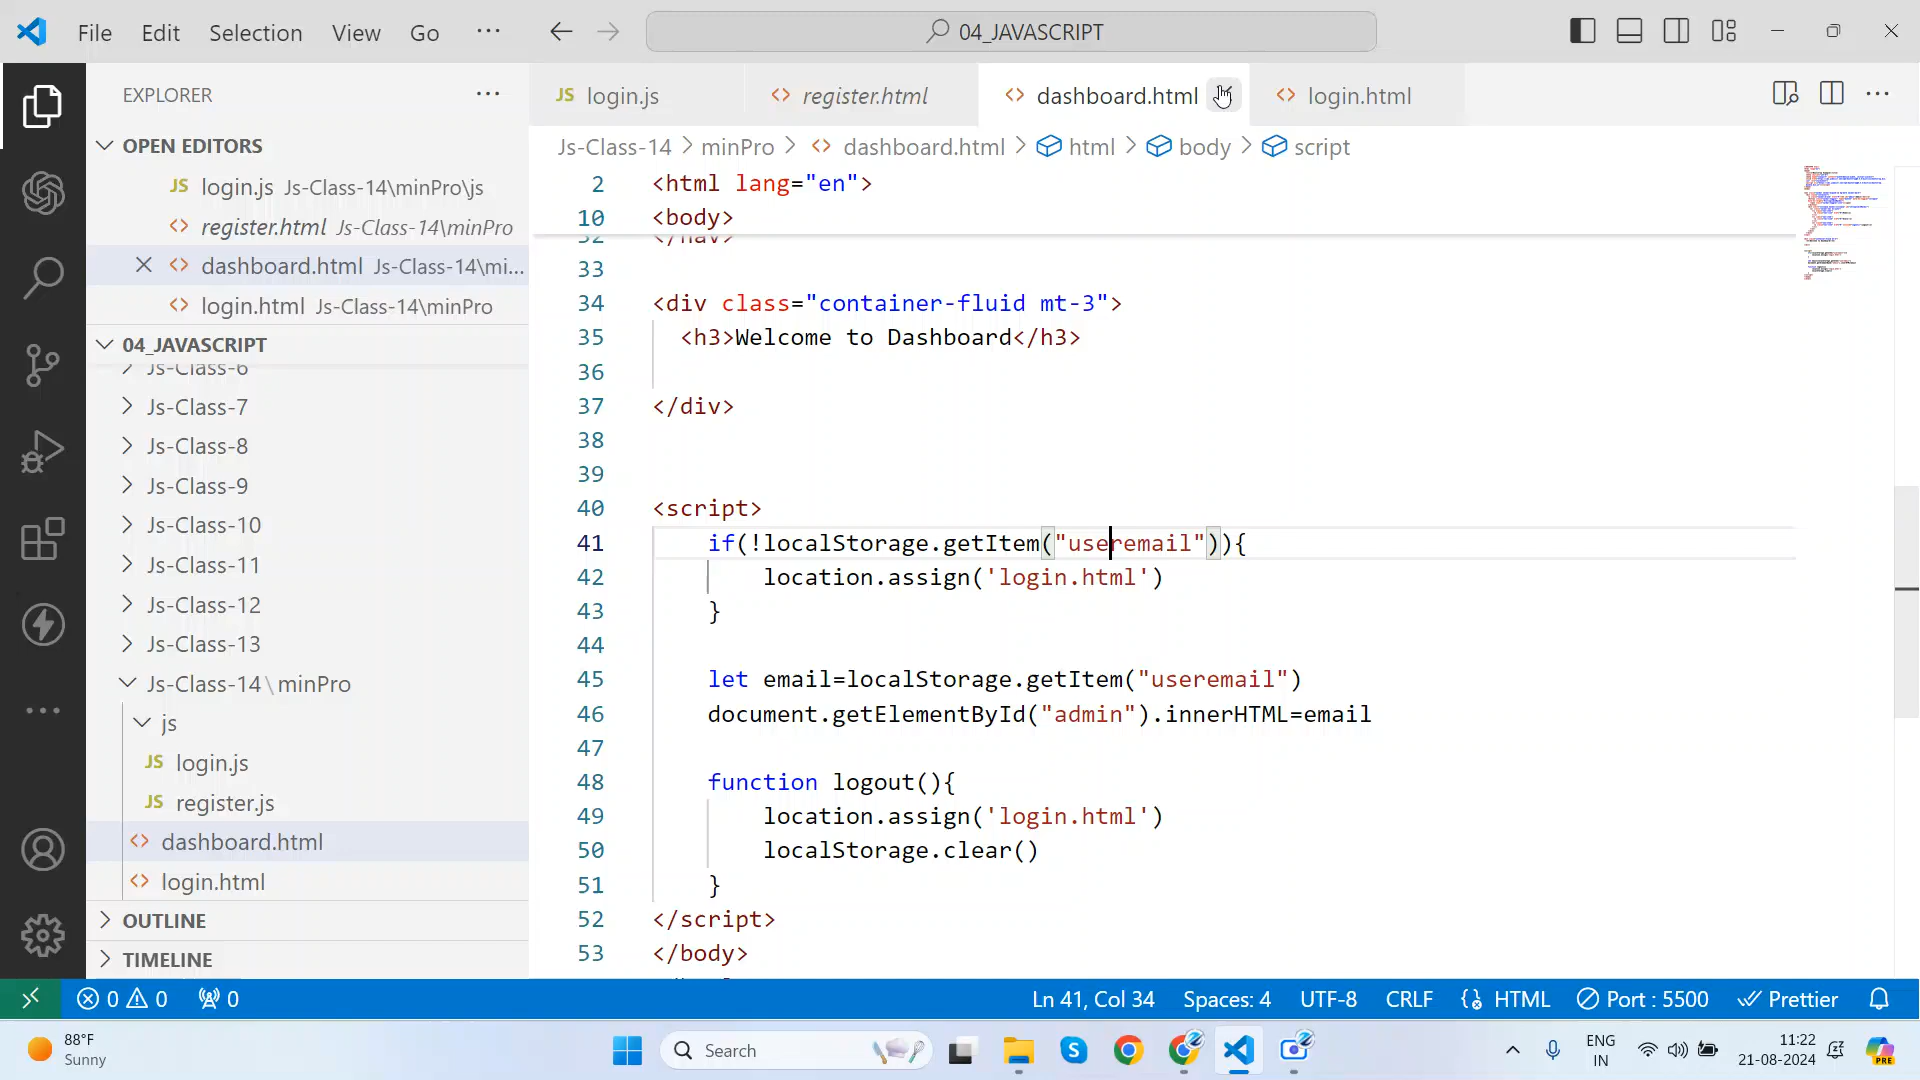 File Edit Selection View Go ··· 04_JAVASCRIPT
EXPLORER ···
OPEN EDITORS
JS login.js Js-Class-14\minPro\js
<> register.html Js-Class-14\minPro
<> dashboard.html Js-Class-14\mi...
<> login.html Js-Class-14\minPro
04_JAVASCRIPT
Js-Class-6
Js-Class-7
Js-Class-8
Js-Class-9
Js-Class-10
Js-Class-11
Js-Class-12
Js-Class-13
Js-Class-14\minPro
js
JS login.js
JS register.js
<> dashboard.html
<> login.html
OUTLINE
TIMELINE
JS login.js <> register.html <> dashboard.html <> login.html
Js-Class-14 > minPro > <> dashboard.html > html > body > script
2 <html lang="en">
10 <body>
32 </nav>
33
34 <div class="container-fluid mt-3">
35 <h3>Welcome to Dashboard</h3>
36
37 </div>
38
39
40 <script>
41 if(!localStorage.getItem("useremail")){
42 location.assign('login.html')
43 }
44
45 let email=localStorage.getItem("useremail")
46 document.getElementById("admin").innerHTML=email
47
48 function logout(){
49 location.assign('login.html')
50 localStorage.clear()
51 }
52 </script>
53 </body>
0 0 0 Ln 41, Col 34 Spaces: 4 UTF-8 CRLF HTML Port : 5500 Prettier
88°F
Sunny
Search
ENG
IN
11:22
21-08-2024
PRE